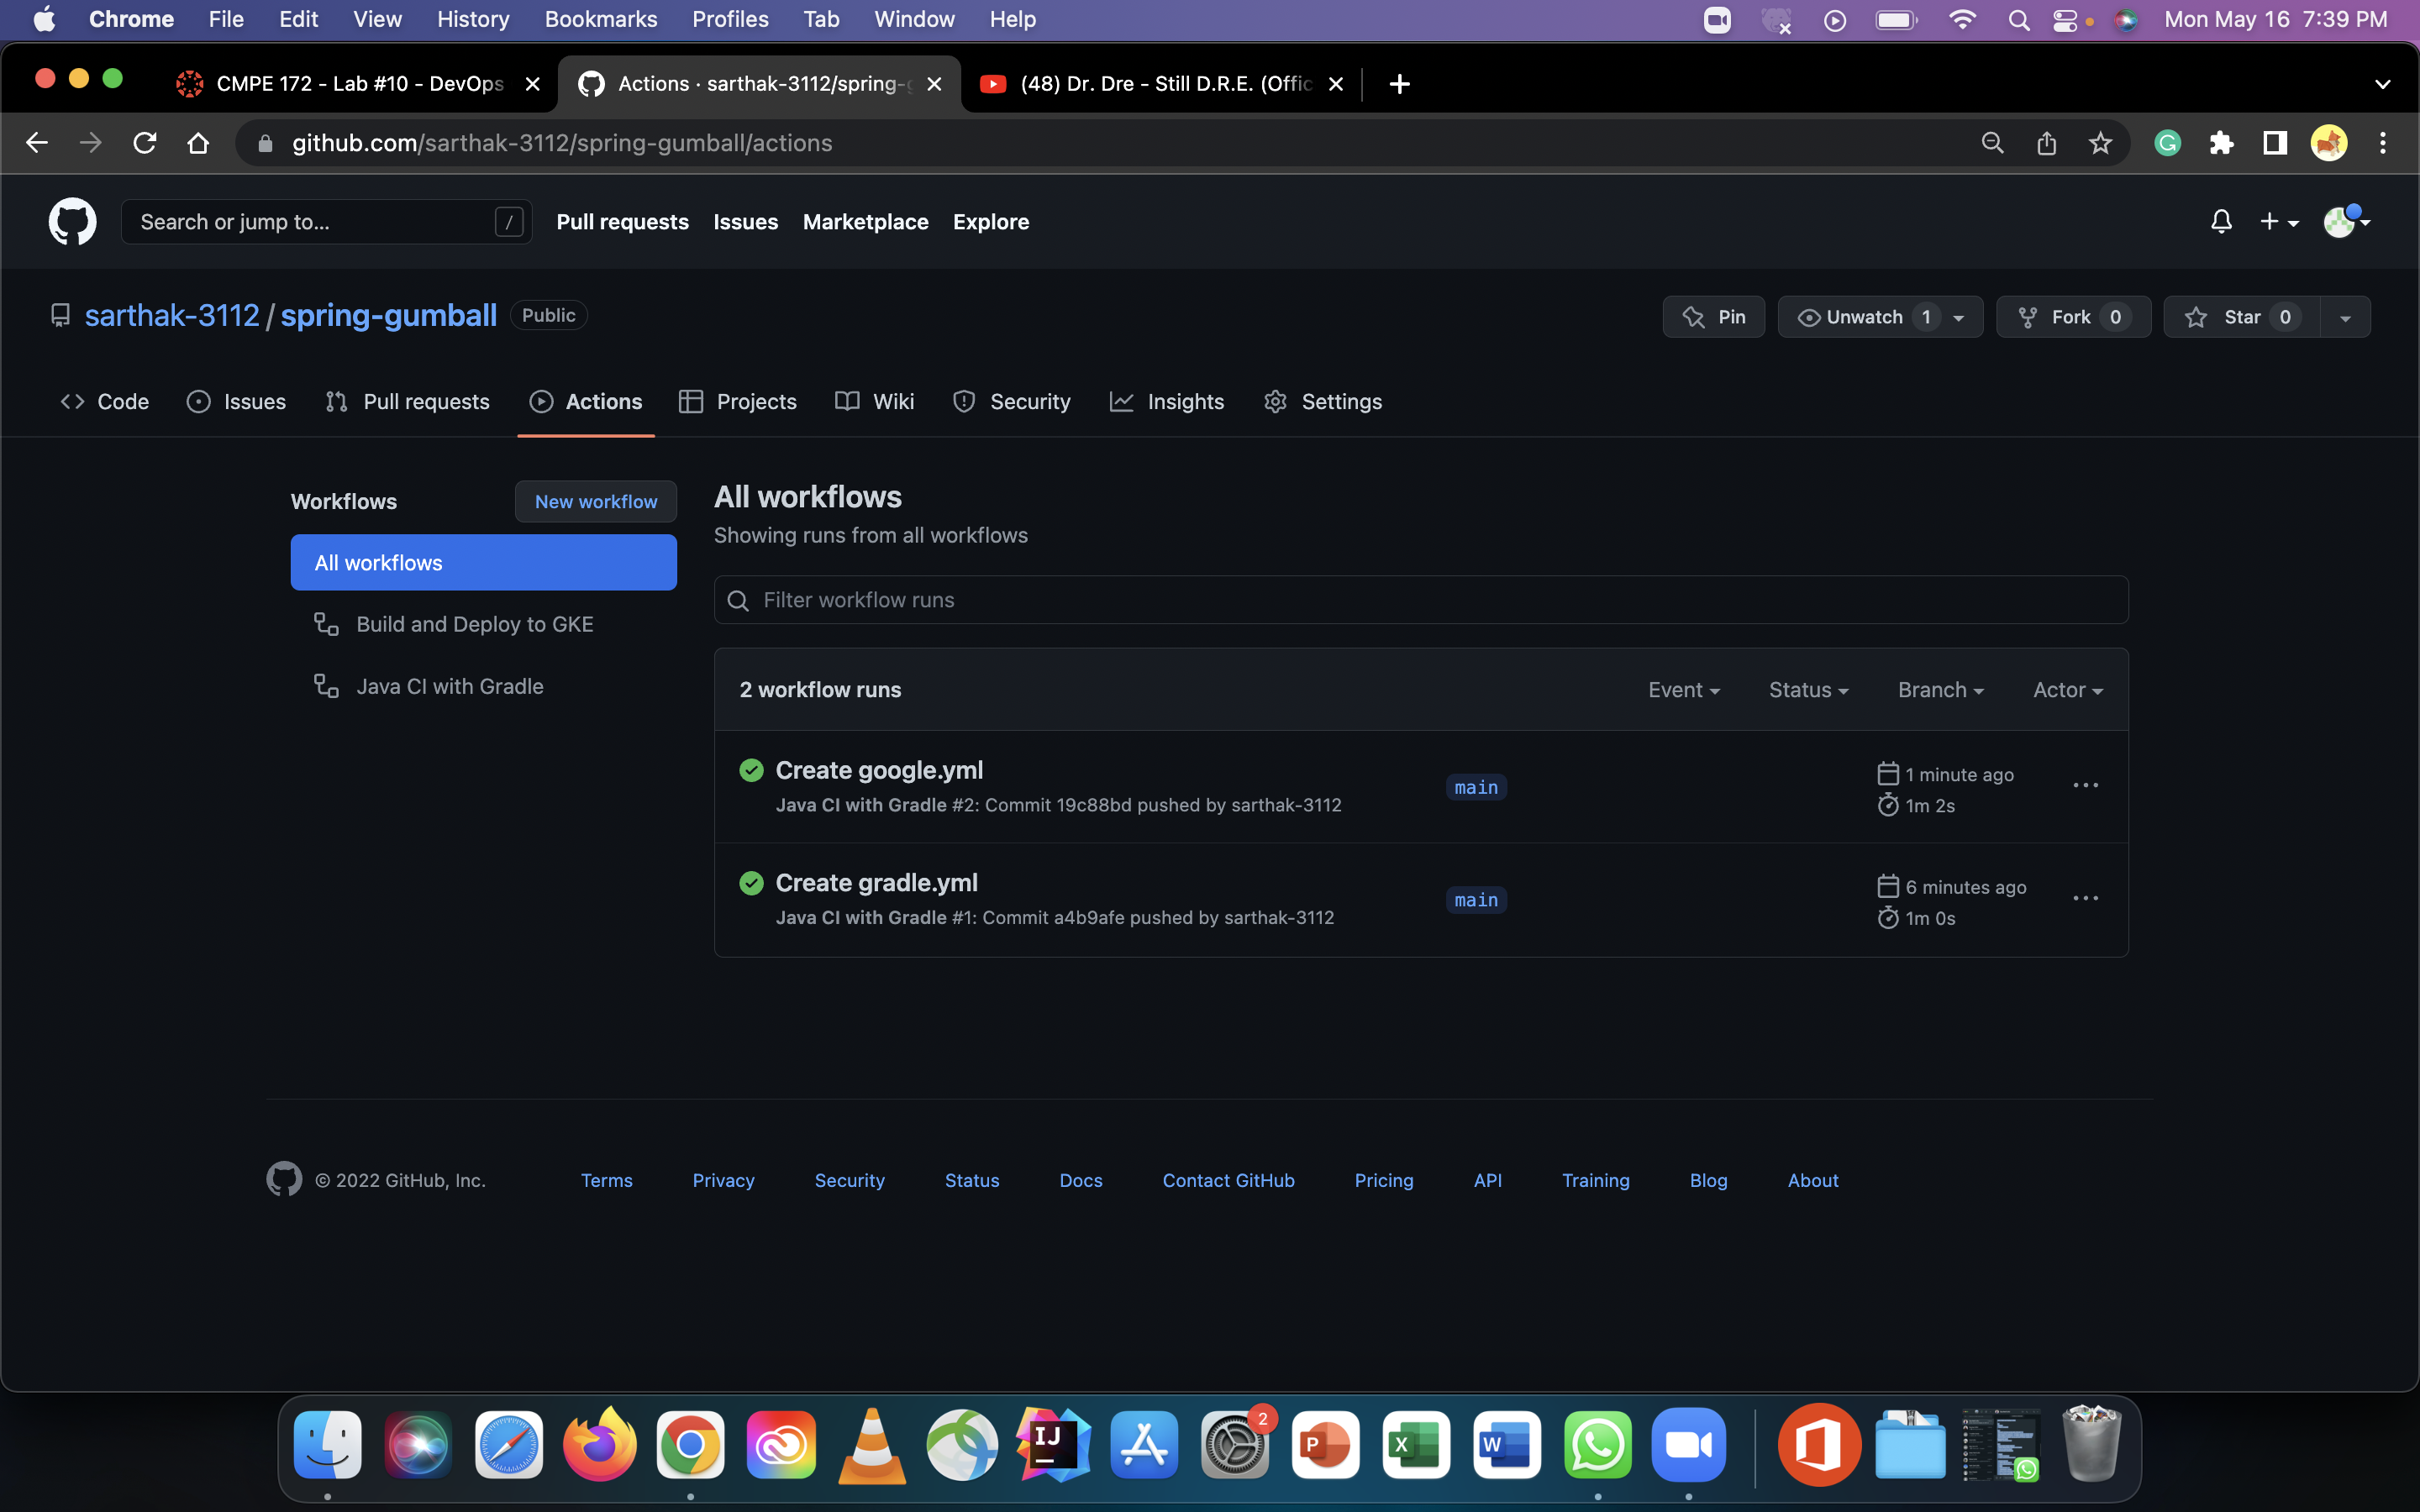 Chrome File Edit View History Bookmarks Profiles Tab Window Help Mon May 16 7:39 PM
CMPE 172 - Lab #10 - DevOps Actions · sarthak-3112/spring-g (48) Dr. Dre - Still D.R.E. (Offic
github.com/sarthak-3112/spring-gumball/actions
Search or jump to... / Pull requests Issues Marketplace Explore
sarthak-3112 / spring-gumball Public Pin Unwatch 1 Fork 0 Star 0
Code Issues Pull requests Actions Projects Wiki Security Insights Settings
Workflows New workflow
All workflows
Build and Deploy to GKE
Java CI with Gradle
All workflows
Showing runs from all workflows
Filter workflow runs
2 workflow runs Event Status Branch Actor
Create google.yml
Java CI with Gradle #2: Commit 19c88bd pushed by sarthak-3112
main
1 minute ago
1m 2s
Create gradle.yml
Java CI with Gradle #1: Commit a4b9afe pushed by sarthak-3112
main
6 minutes ago
1m 0s
© 2022 GitHub, Inc. Terms Privacy Security Status Docs Contact GitHub Pricing API Training Blog About
IJ 2 P X W